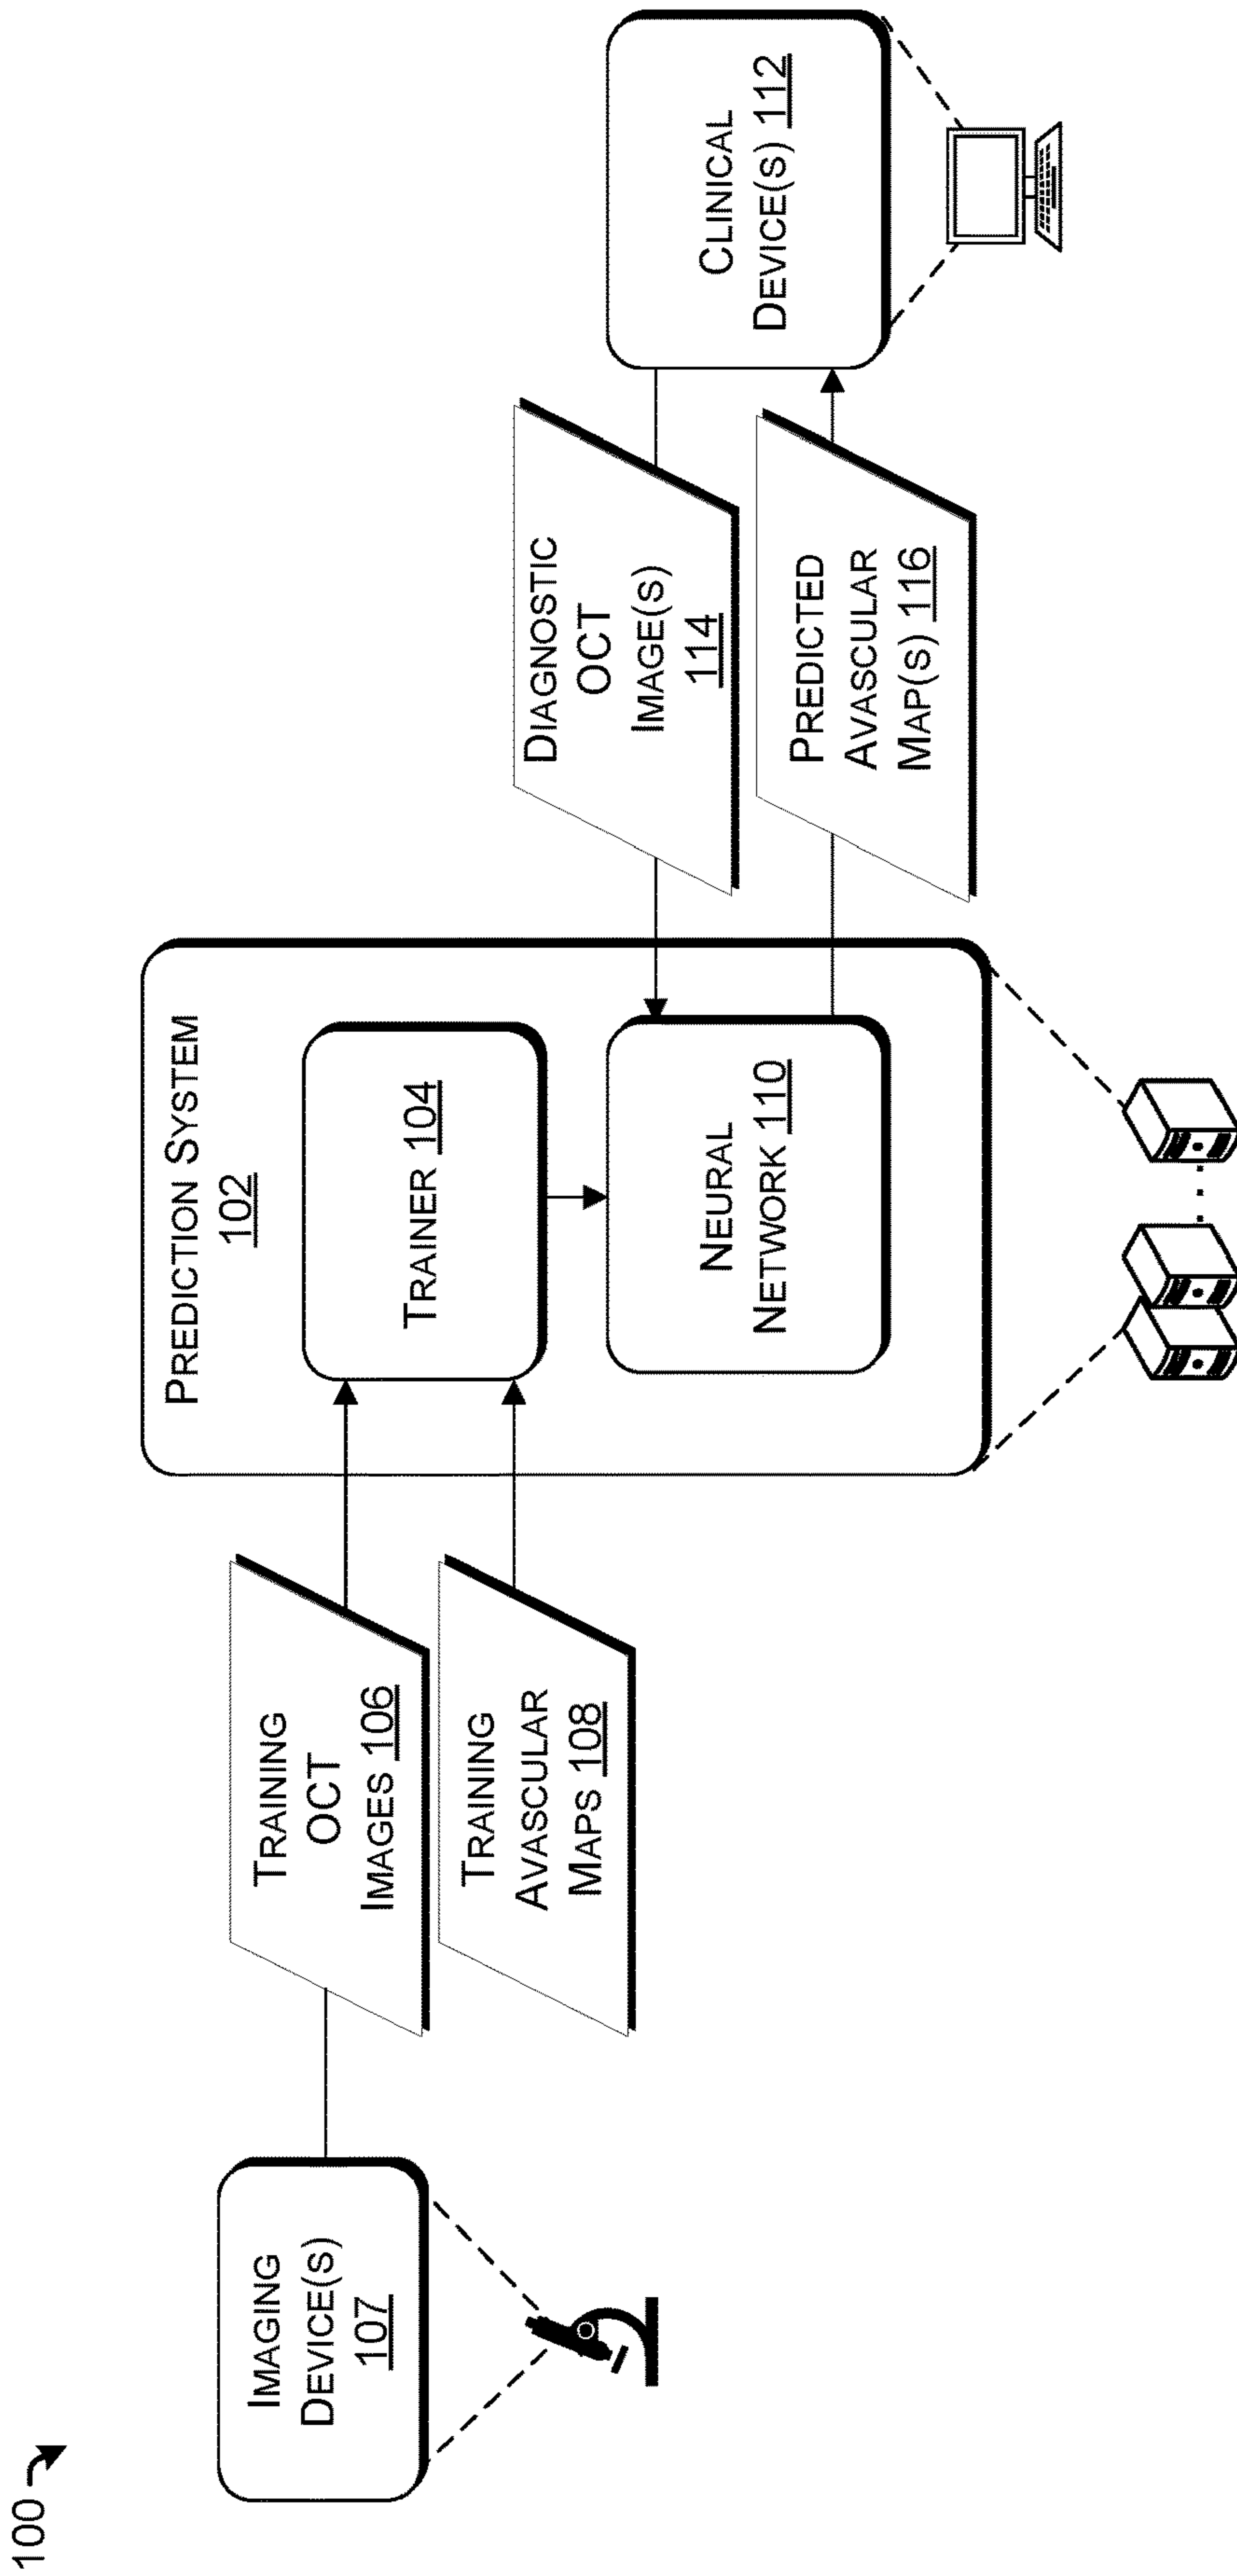 100
IMAGING
DEVICE(S)
107
TRAINING
OCT
IMAGES 106
TRAINING
AVASCULAR
MAPS 108
PREDICTION SYSTEM
102
TRAINER 104
NEURAL
NETWORK 110
DIAGNOSTIC
OCT
IMAGE(S)
114
PREDICTED
AVASCULAR
MAP(S) 116
CLINICAL
DEVICE(S) 112